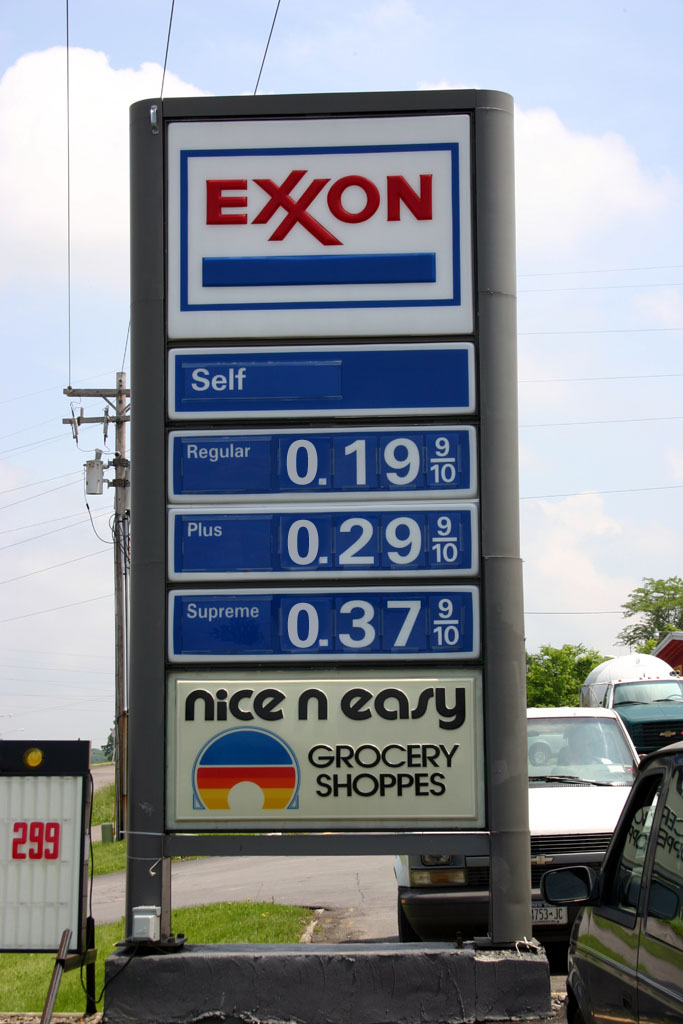 EXXON
Self
Regular 0.19 9/10
Plus 0.29 9/10
Supreme 0.37 9/10
nice n easy
GROCERY
SHOPPES
299